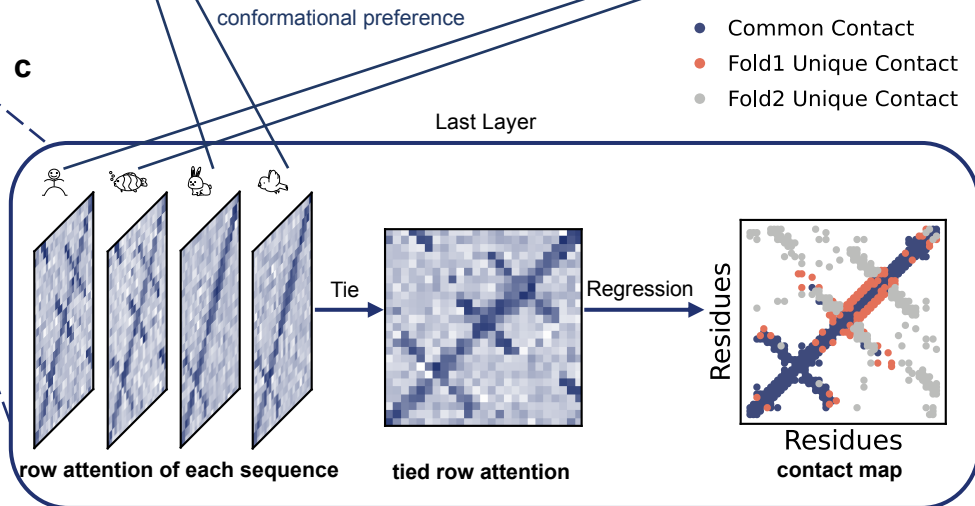 conformational preference
c
Common Contact
Fold1 Unique Contact
Fold2 Unique Contact
Last Layer
Tie
Regression
Residues
Residues
row attention of each sequence
tied row attention
contact map